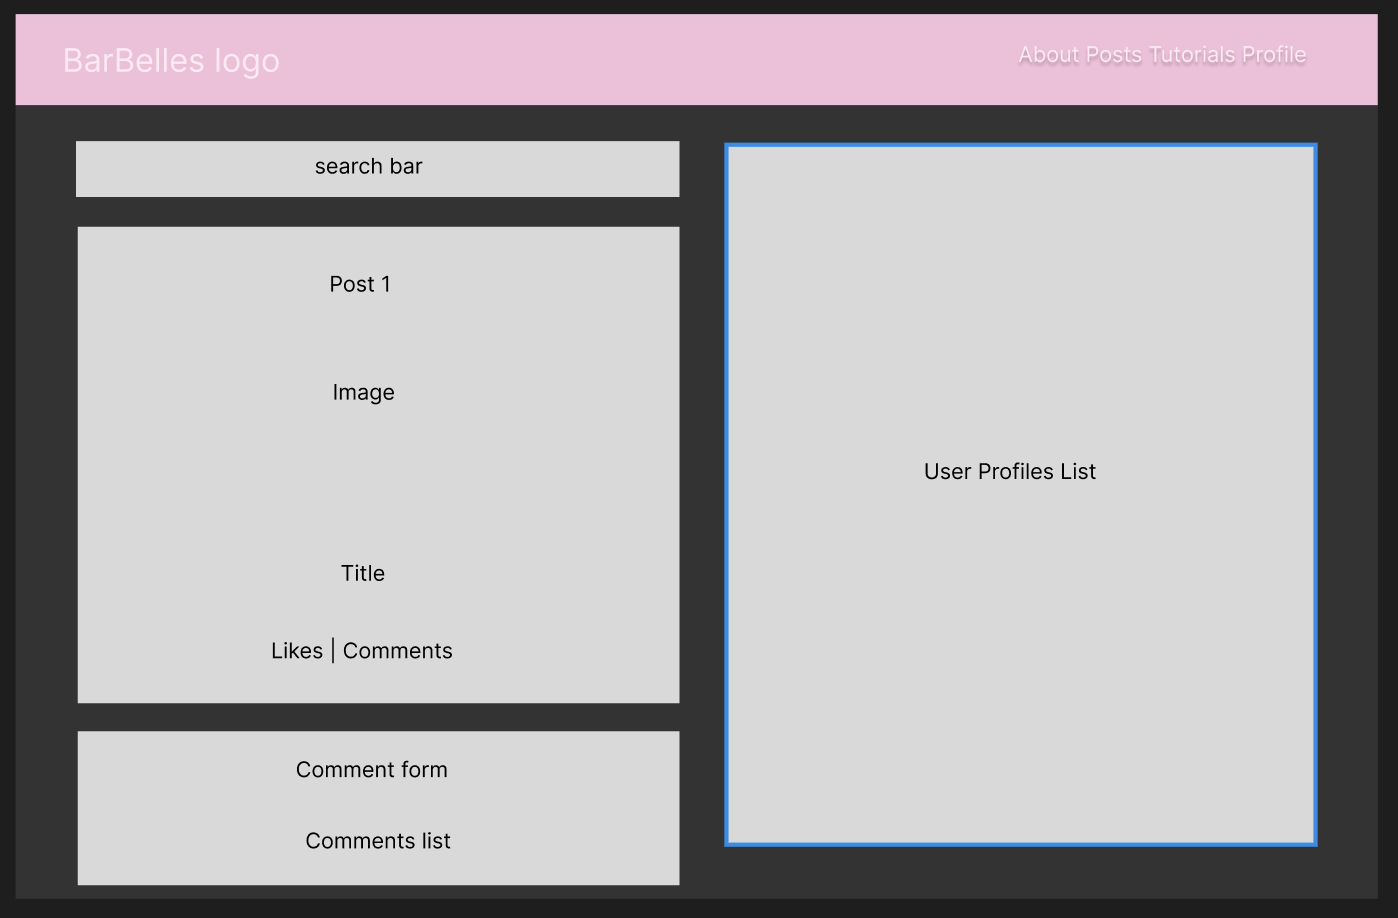 BarBelles logo
About Posts Tutorials Profile
search bar
Post 1
Image
Title
Likes | Comments
Comment form
Comments list
User Profiles List